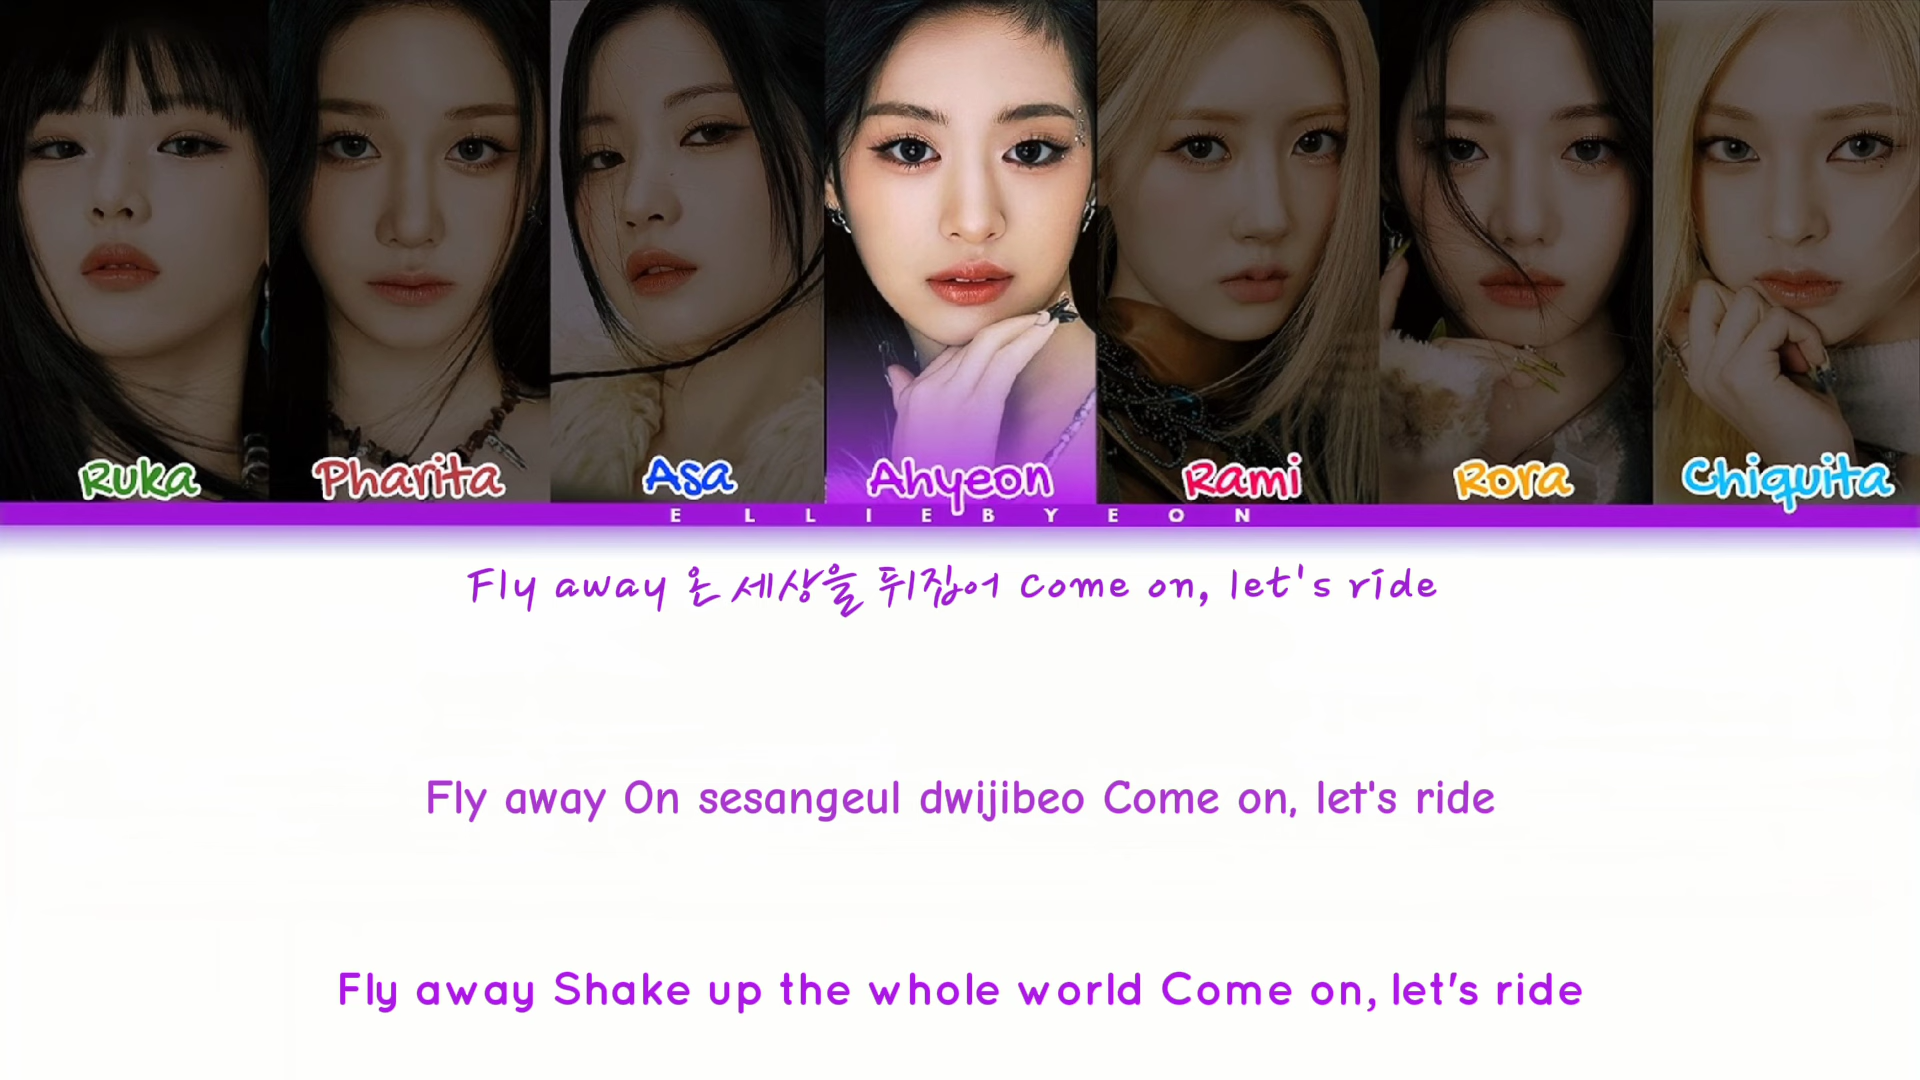 Ruka Pharita Asa Ahyeon Rami Rora Chiquita
ELLIEBYEON
Fly away 온 세상을 뒤집어 Come on, let's ride
Fly away On sesangeul dwijibeo Come on, let's ride
Fly away Shake up the whole world Come on, let's ride